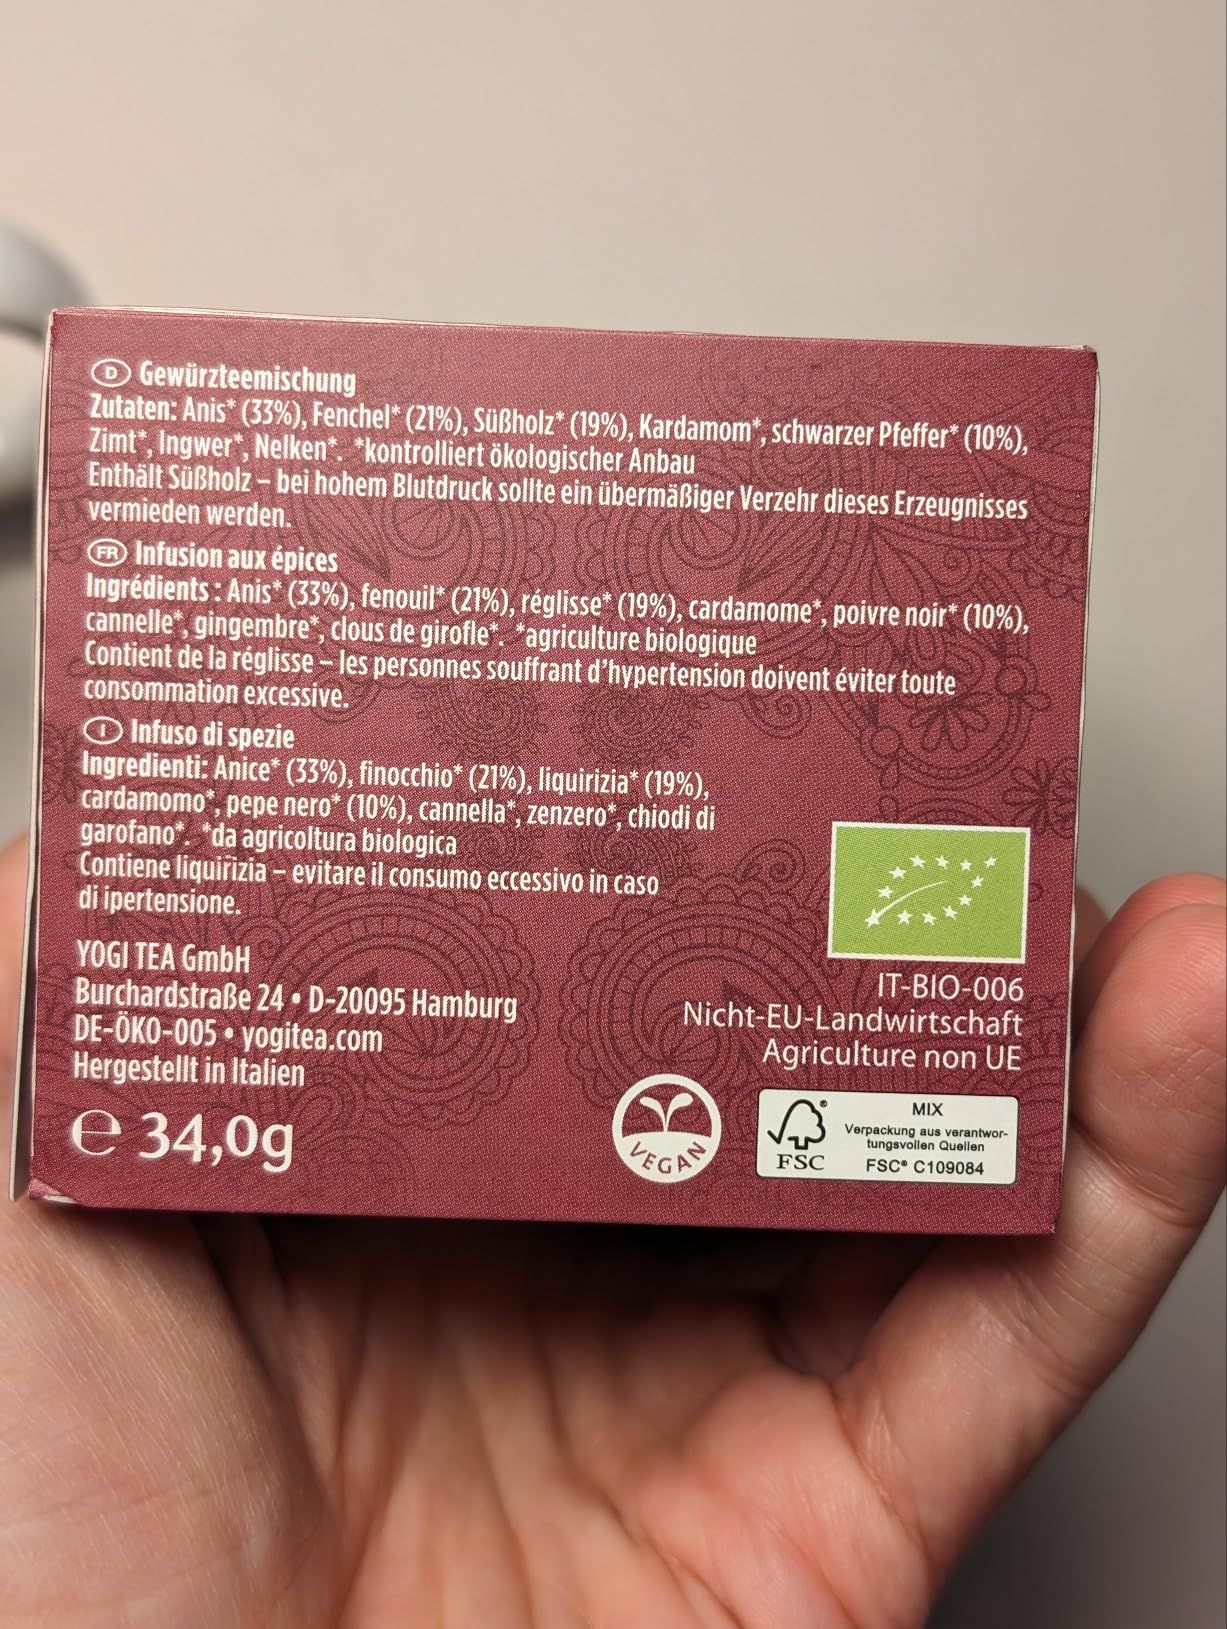 D Gewürzteemischung
Zutaten: Anis* (33%), Fenchel* (21%), Süßholz* (19%), Kardamom*, schwarzer Pfeffer* (10%),
Zimt*, Ingwer*, Nelken*. *kontrolliert ökologischer Anbau
Enthält Süßholz – bei hohem Blutdruck sollte ein übermäßiger Verzehr dieses Erzeugnisses
vermieden werden.
FR Infusion aux épices
Ingrédients : Anis* (33%), fenouil* (21%), réglisse* (19%), cardamome*, poivre noir* (10%),
cannelle*, gingembre*, clous de girofle*. *agriculture biologique
Contient de la réglisse – les personnes souffrant d'hypertension doivent éviter toute
consommation excessive.
I Infuso di spezie
Ingredienti: Anice* (33%), finocchio* (21%), liquirizia* (19%),
cardamomo*, pepe nero* (10%), cannella*, zenzero*, chiodi di
garofano*. *da agricoltura biologica
Contiene liquirizia – evitare il consumo eccessivo in caso
di ipertensione.
YOGI TEA GmbH
Burchardstraße 24 • D-20095 Hamburg
DE-ÖKO-005 • yogitea.com
Hergestellt in Italien
℮ 34,0g
IT-BIO-006
Nicht-EU-Landwirtschaft
Agriculture non UE
VEGAN
FSC
MIX
Verpackung aus verantwor-
tungsvollen Quellen
FSC® C109084